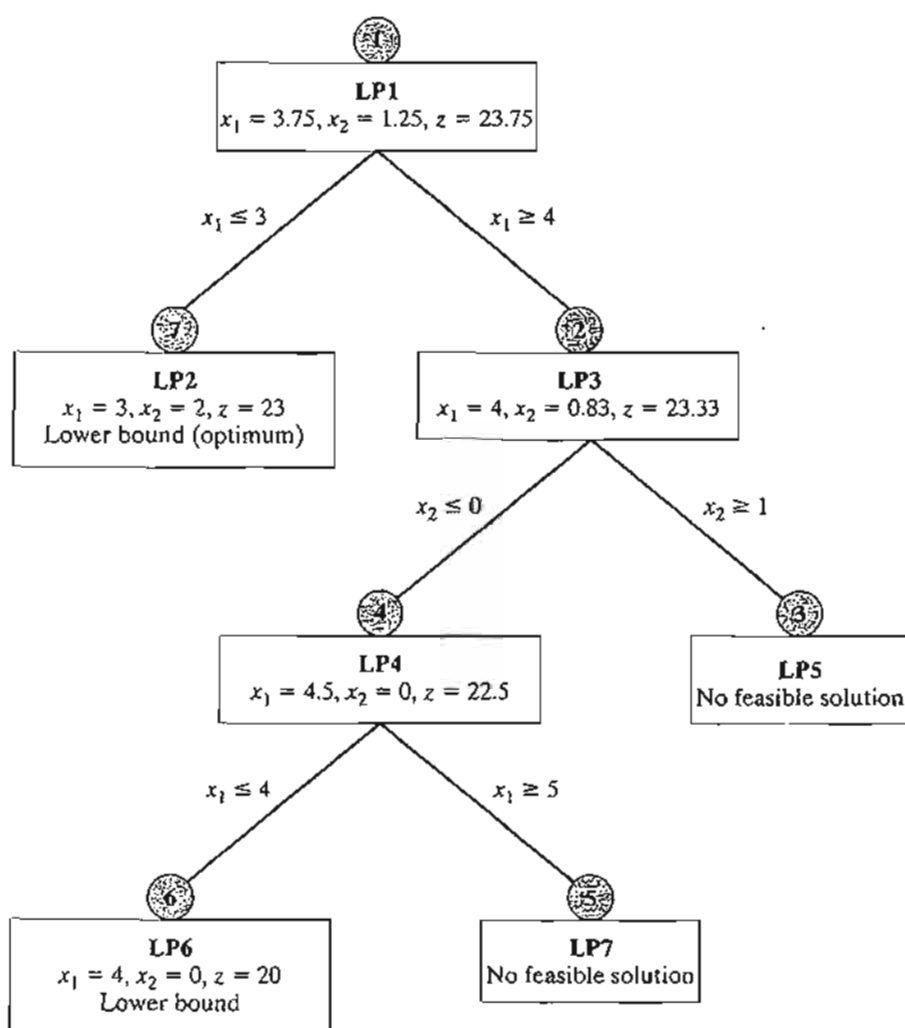 1
LP1
x₁ = 3.75, x₂ = 1.25, z = 23.75
x₁ ≤ 3
x₁ ≥ 4
7
2
LP2
x₁ = 3, x₂ = 2, z = 23
Lower bound (optimum)
LP3
x₁ = 4, x₂ = 0.83, z = 23.33
x₂ ≤ 0
x₂ ≥ 1
4
3
LP4
x₁ = 4.5, x₂ = 0, z = 22.5
LP5
No feasible solution
x₁ ≤ 4
x₁ ≥ 5
6
5
LP6
x₁ = 4, x₂ = 0, z = 20
Lower bound
LP7
No feasible solution